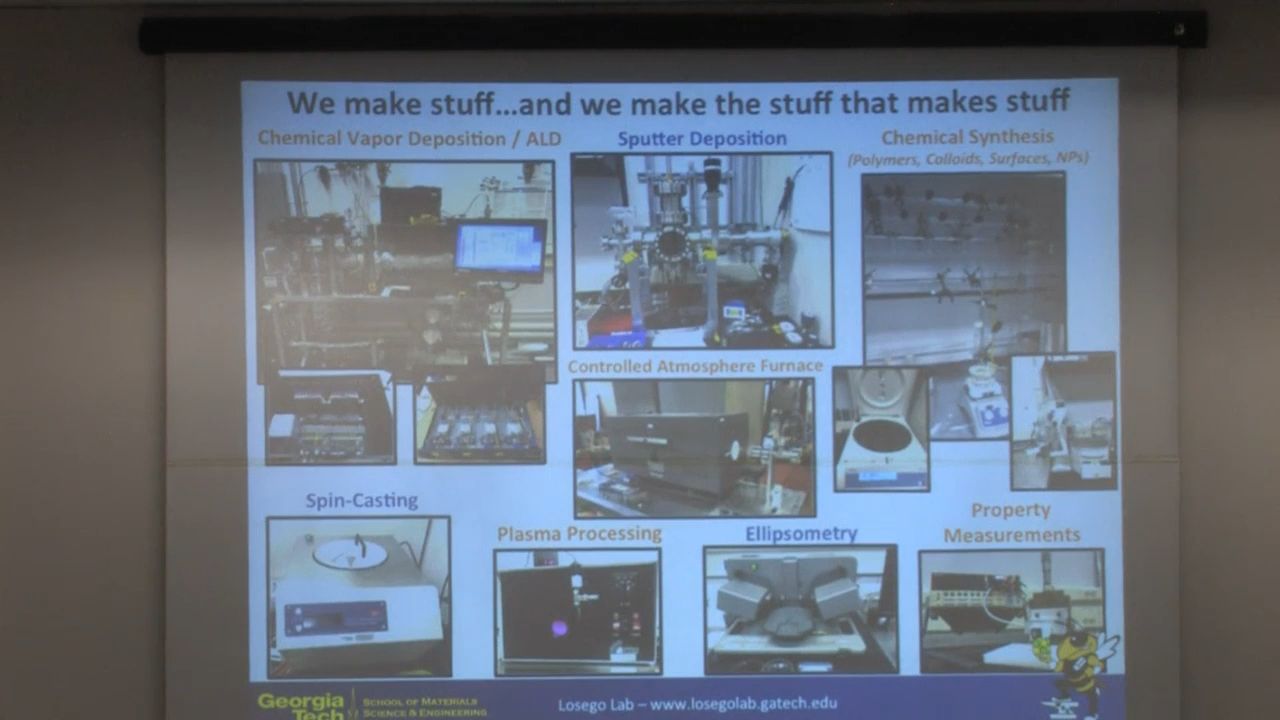 We make stuff...and we make the stuff that makes stuff
Chemical Vapor Deposition / ALD
Sputter Deposition
Chemical Synthesis
(Polymers, Colloids, Surfaces, NPs)
Controlled Atmosphere Furnace
Spin-Casting
Plasma Processing
Ellipsometry
Property
Measurements
Georgia
Tech
SCHOOL OF MATERIALS
SCIENCE & ENGINEERING
Losego Lab – www.losegolab.gatech.edu